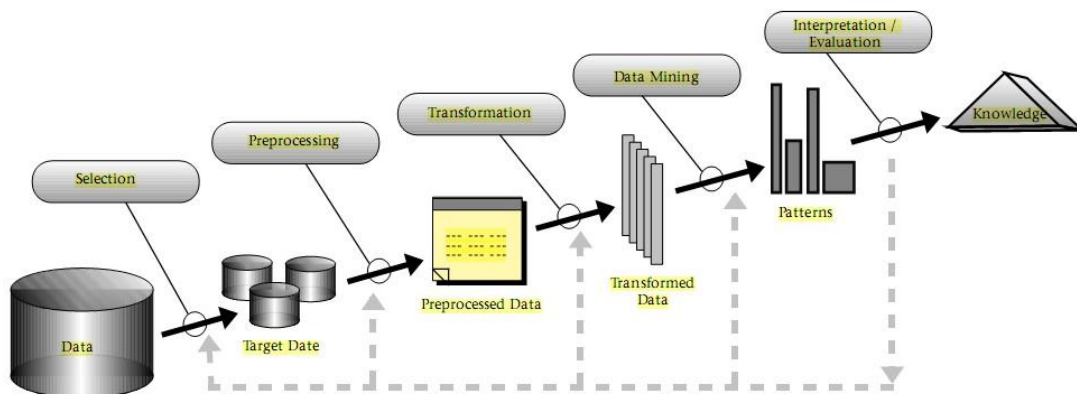 Interpretation /
Evaluation
Data Mining
Knowledge
Transformation
Preprocessing
Selection
Patterns
Transformed
Data
Preprocessed Data
Target Date
Data